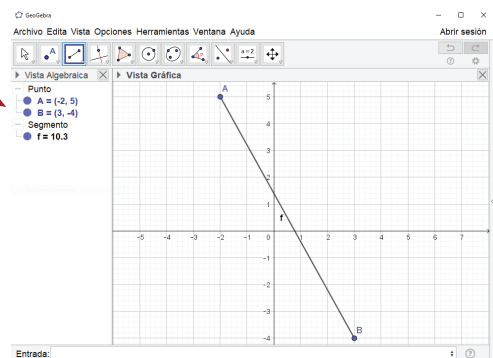 GeoGebra
Archivo Edita Vista Opciones Herramientas Ventana Ayuda Abrir sesión
A a=2
Vista Algebraica Vista Gráfica
Punto
A = (-2, 5)
B = (3, -4)
Segmento
f = 10.3
A
5
4
3
2
1
f
-5 -4 -3 -2 -1 0 1 2 3 4 5 6 7
-1
-2
-3
-4
B
Entrada: